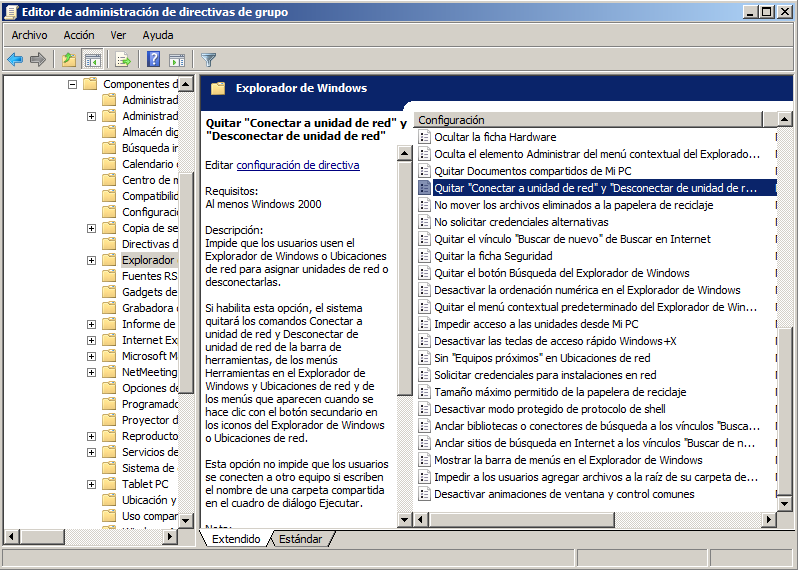 Editor de administración de directivas de grupo
Archivo Acción Ver Ayuda
Componentes d
Administrad
Administrad
Almacén dig
Búsqueda in
Calendario
Centro de m
Compatibilid
Configuració
Copia de se
Directivas d
Explorador
Fuentes RS
Gadgets de
Grabadora
Informe de
Internet Exp
Microsoft M
NetMeeting
Opciones de
Programado
Proyector d
Reproducto
Servicios de
Sistema de
Tablet PC
Ubicación y
Uso compar
Explorador de Windows
Quitar "Conectar a unidad de red" y
"Desconectar de unidad de red"
Editar configuración de directiva
Requisitos:
Al menos Windows 2000
Descripción:
Impide que los usuarios usen el
Explorador de Windows o Ubicaciones
de red para asignar unidades de red o
desconectarlas.
Si habilita esta opción, el sistema
quitará los comandos Conectar a
unidad de red y Desconectar de
unidad de red de la barra de
herramientas, de los menús
Herramientas en el Explorador de
Windows y Ubicaciones de red y de
los menús que aparecen cuando se
hace clic con el botón secundario en
los iconos del Explorador de Windows
o Ubicaciones de red.
Esta opción no impide que los usuarios
se conecten a otro equipo si escriben
el nombre de una carpeta compartida
en el cuadro de diálogo Ejecutar.
Configuración
Ocultar la ficha Hardware
Oculta el elemento Administrar del menú contextual del Explorado...
Quitar Documentos compartidos de Mi PC
Quitar "Conectar a unidad de red" y "Desconectar de unidad de r...
No mover los archivos eliminados a la papelera de reciclaje
No solicitar credenciales alternativas
Quitar el vínculo "Buscar de nuevo" de Buscar en Internet
Quitar la ficha Seguridad
Quitar el botón Búsqueda del Explorador de Windows
Desactivar la ordenación numérica en el Explorador de Windows
Quitar el menú contextual predeterminado del Explorador de Win...
Impedir acceso a las unidades desde Mi PC
Desactivar las teclas de acceso rápido Windows+X
Sin "Equipos próximos" en Ubicaciones de red
Solicitar credenciales para instalaciones en red
Tamaño máximo permitido de la papelera de reciclaje
Desactivar modo protegido de protocolo de shell
Anclar bibliotecas o conectores de búsqueda a los vínculos "Busca...
Anclar sitios de búsqueda en Internet a los vínculos "Buscar de n...
Mostrar la barra de menús en el Explorador de Windows
Impedir a los usuarios agregar archivos a la raíz de su carpeta de...
Desactivar animaciones de ventana y control comunes
Extendido Estándar